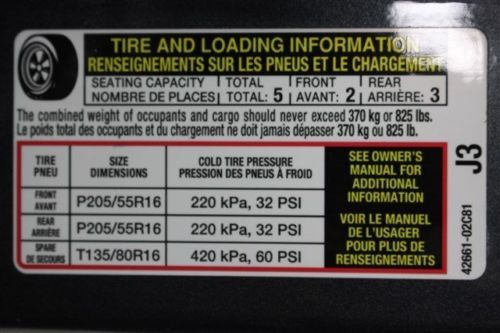 TIRE AND LOADING INFORMATION
RENSEIGNEMENTS SUR LES PNEUS ET LE CHARGEMENT
SEATING CAPACITY TOTAL FRONT REAR
NOMBRE DE PLACES TOTAL: 5 AVANT: 2 ARRIÈRE: 3
The combined weight of occupants and cargo should never exceed 370 kg or 825 lbs.
Le poids total des occupants et du chargement ne doit jamais dépasser 370 kg ou 825 lb.
TIRE SIZE COLD TIRE PRESSURE
PNEU DIMENSIONS PRESSION DES PNEUS À FROID
FRONT
AVANT P205/55R16 220 kPa, 32 PSI
REAR
ARRIÈRE P205/55R16 220 kPa, 32 PSI
SPARE
DE SECOURS T135/80R16 420 kPa, 60 PSI
SEE OWNER'S
MANUAL FOR
ADDITIONAL
INFORMATION
VOIR LE MANUEL
DE L'USAGER
POUR PLUS DE
RENSEIGNEMENTS
J3
42661-02C81